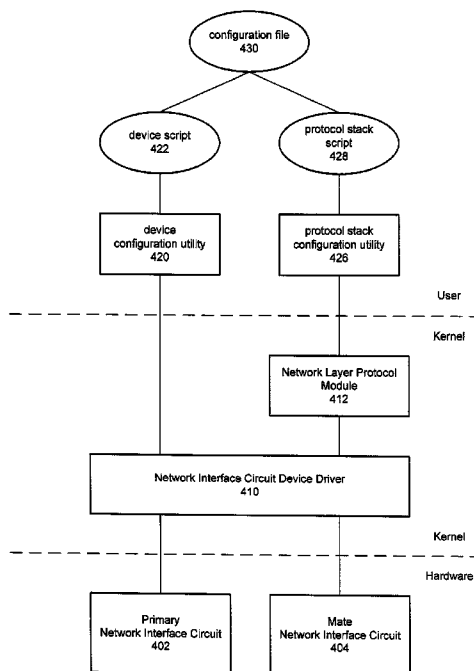 configuration file
430
device script
422
protocol stack
script
428
device
configuration utility
420
protocol stack
configuration utility
426
User
Kernel
Network Layer Protocol
Module
412
Network Interface Circuit Device Driver
410
Kernel
Hardware
Primary
Network Interface Circuit
402
Mate
Network Interface Circuit
404